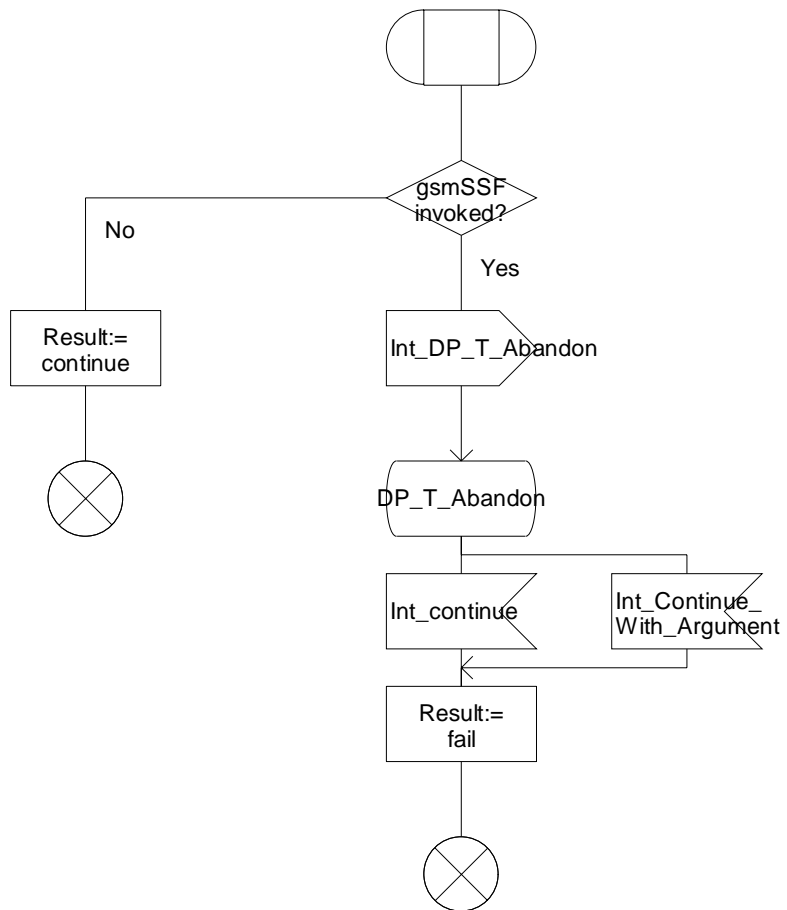 gsmSSF
invoked?
No
Yes
Result:=
continue
Int_DP_T_Abandon
DP_T_Abandon
Int_continue
Int_Continue_
With_Argument
Result:=
fail